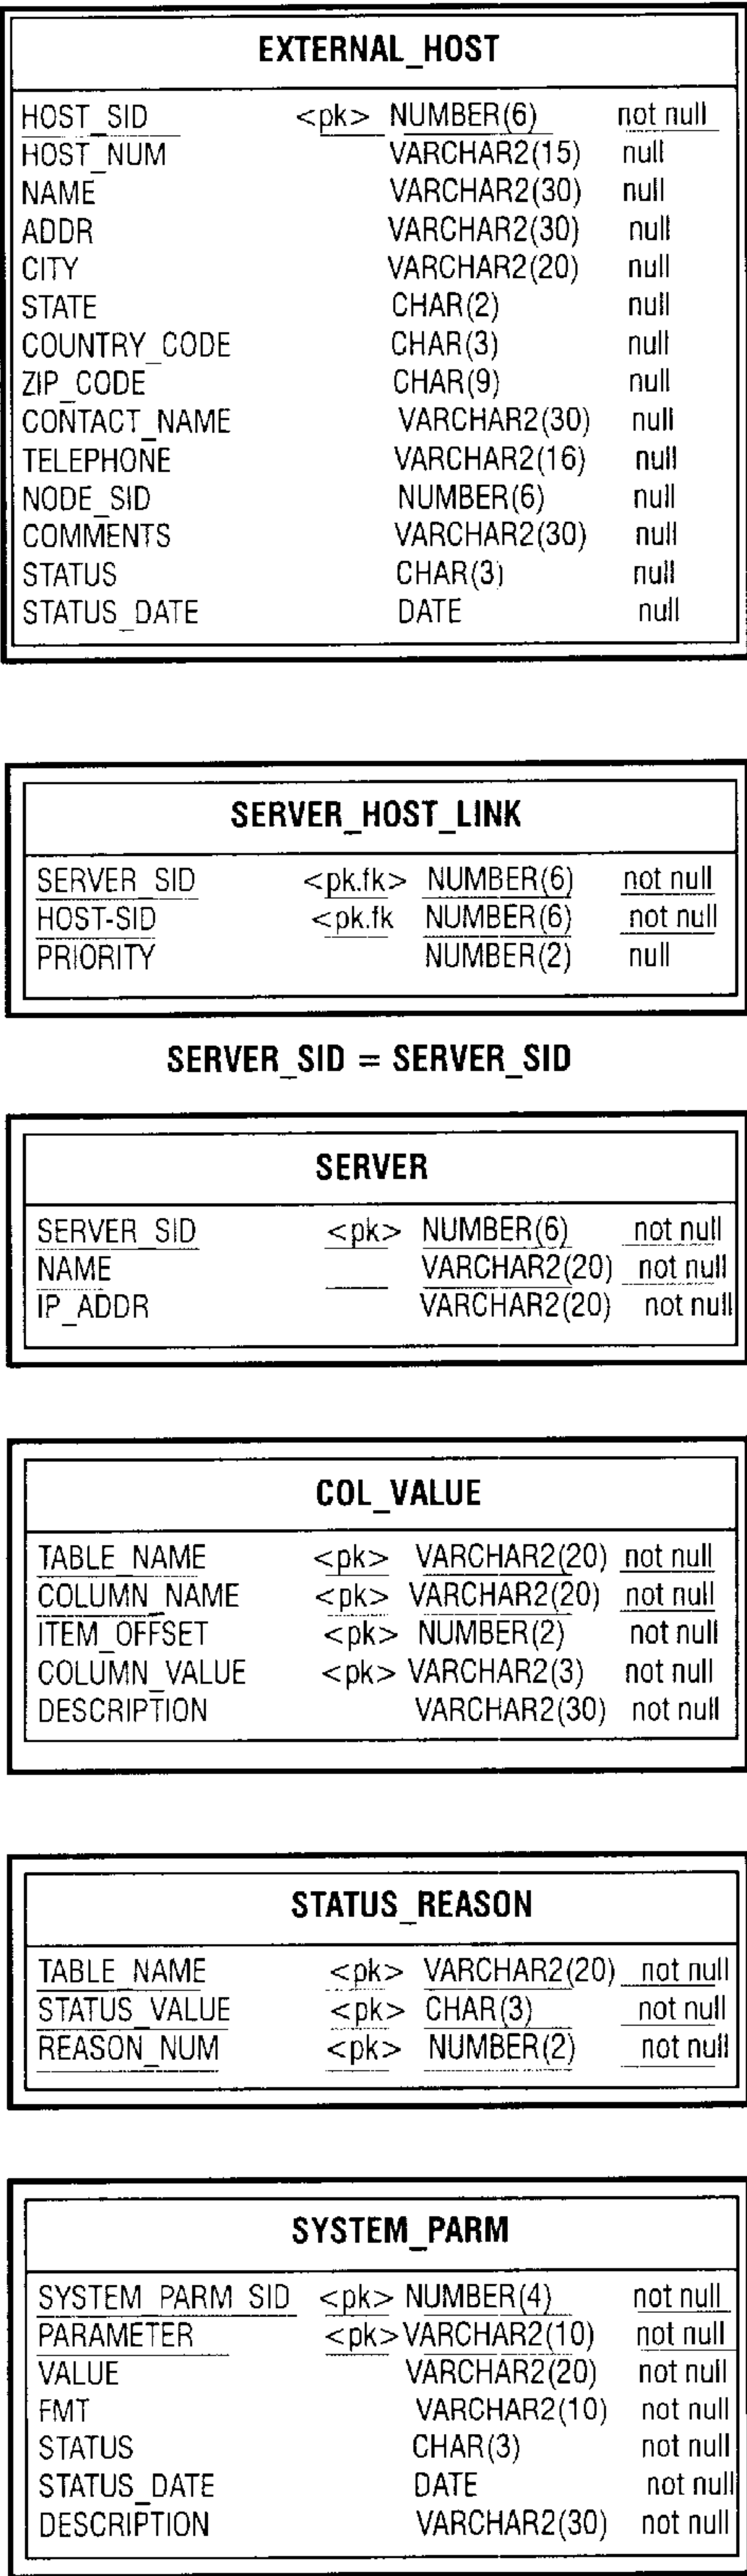 EXTERNAL_HOST
HOST_SID <pk> NUMBER(6) not null
HOST_NUM VARCHAR2(15) null
NAME VARCHAR2(30) null
ADDR VARCHAR2(30) null
CITY VARCHAR2(20) null
STATE CHAR(2) null
COUNTRY_CODE CHAR(3) null
ZIP_CODE CHAR(9) null
CONTACT_NAME VARCHAR2(30) null
TELEPHONE VARCHAR2(16) null
NODE_SID NUMBER(6) null
COMMENTS VARCHAR2(30) null
STATUS CHAR(3) null
STATUS_DATE DATE null
SERVER_HOST_LINK
SERVER_SID <pk.fk> NUMBER(6) not null
HOST-SID <pk.fk NUMBER(6) not null
PRIORITY NUMBER(2) null
SERVER_SID = SERVER_SID
SERVER
SERVER_SID <pk> NUMBER(6) not null
NAME VARCHAR2(20) not null
IP_ADDR VARCHAR2(20) not null
COL_VALUE
TABLE_NAME <pk> VARCHAR2(20) not null
COLUMN_NAME <pk> VARCHAR2(20) not null
ITEM_OFFSET <pk> NUMBER(2) not null
COLUMN_VALUE <pk> VARCHAR2(3) not null
DESCRIPTION VARCHAR2(30) not null
STATUS_REASON
TABLE_NAME <pk> VARCHAR2(20) not null
STATUS_VALUE <pk> CHAR(3) not null
REASON_NUM <pk> NUMBER(2) not null
SYSTEM_PARM
SYSTEM_PARM_SID <pk> NUMBER(4) not null
PARAMETER <pk> VARCHAR2(10) not null
VALUE VARCHAR2(20) not null
FMT VARCHAR2(10) not null
STATUS CHAR(3) not null
STATUS_DATE DATE not null
DESCRIPTION VARCHAR2(30) not null